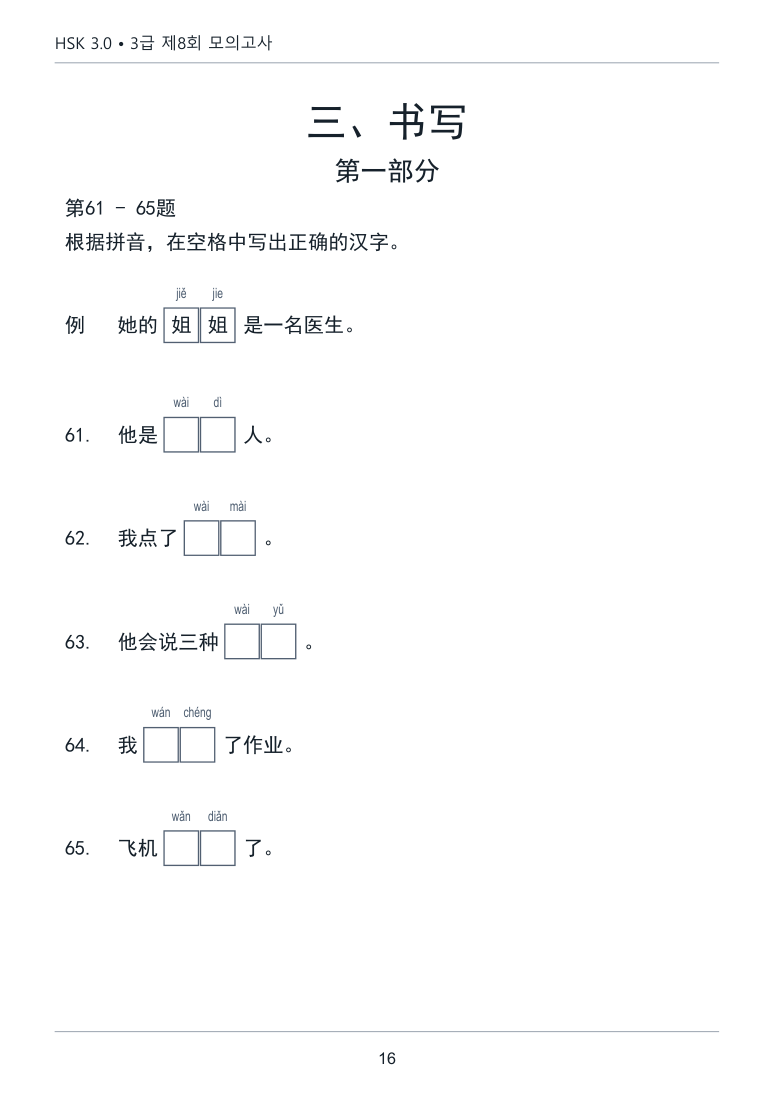 HSK 3.0 • 3급 제8회 모의고사
三、书写
第一部分
第61 – 65题
根据拼音，在空格中写出正确的汉字。
jiě jie
例 她的 姐 姐 是一名医生。
wài dì
61. 他是 人。
wài mài
62. 我点了 。
wài yǔ
63. 他会说三种 。
wán chéng
64. 我 了作业。
wǎn diǎn
65. 飞机 了。
16